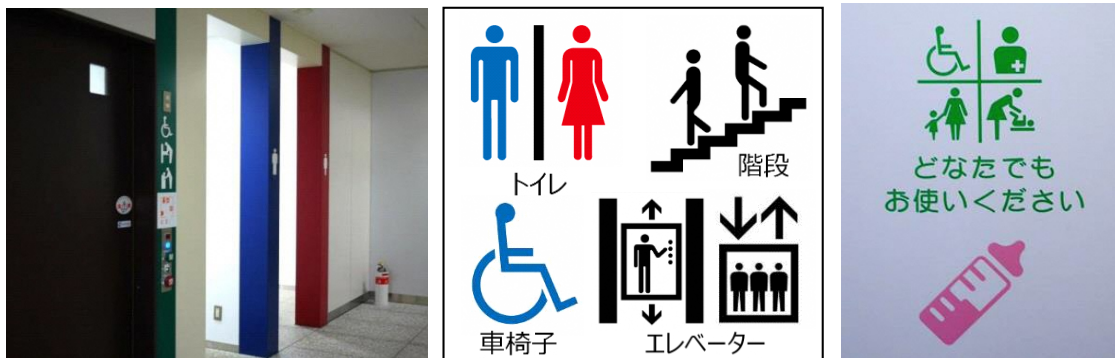 トイレ
階段
車椅子
エレベーター
どなたでも
お使いください